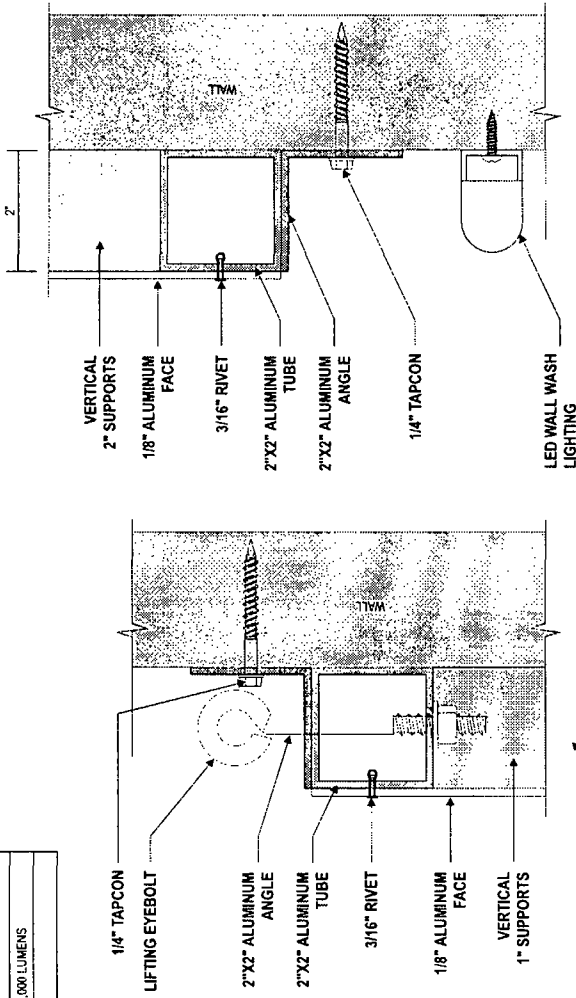 ,000 LUMENS
1/4" TAPCON
LIFTING EYEBOLT
2"X2" ALUMINUM
ANGLE
2"X2" ALUMINUM
TUBE
3/16" RIVET
1/8" ALUMINUM
FACE
VERTICAL
1" SUPPORTS
WALL
2"
VERTICAL
2" SUPPORTS
1/8" ALUMINUM
FACE
3/16" RIVET
2"X2" ALUMINUM
TUBE
2"X2" ALUMINUM
ANGLE
1/4" TAPCON
LED WALL WASH
LIGHTING
WALL